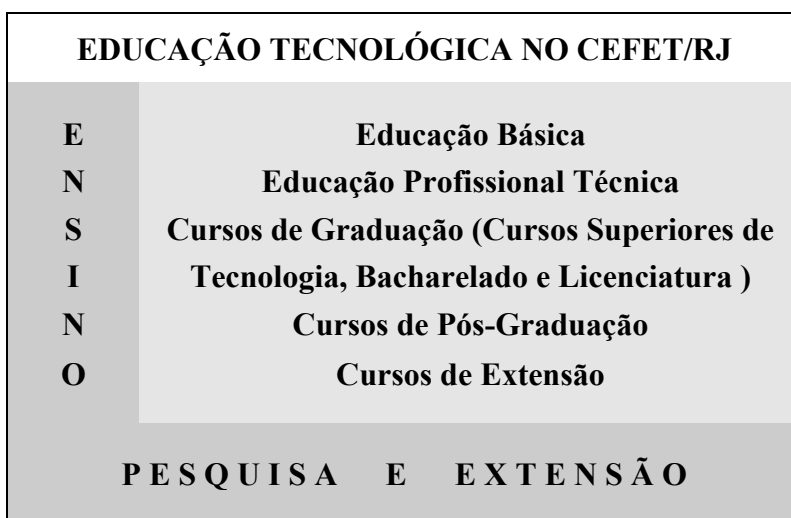 EDUCAÇÃO TECNOLÓGICA NO CEFET/RJ
E
N
S
I
N
O
Educação Básica
Educação Profissional Técnica
Cursos de Graduação (Cursos Superiores de
Tecnologia, Bacharelado e Licenciatura )
Cursos de Pós-Graduação
Cursos de Extensão
P E S Q U I S A E E X T E N S Ã O